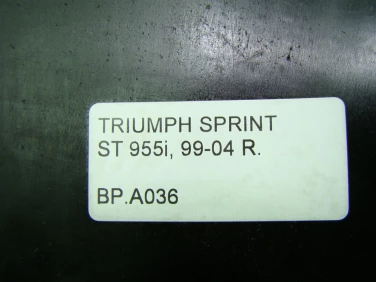 TRIUMPH SPRINT
ST 955i, 99-04 R.
BP.A036